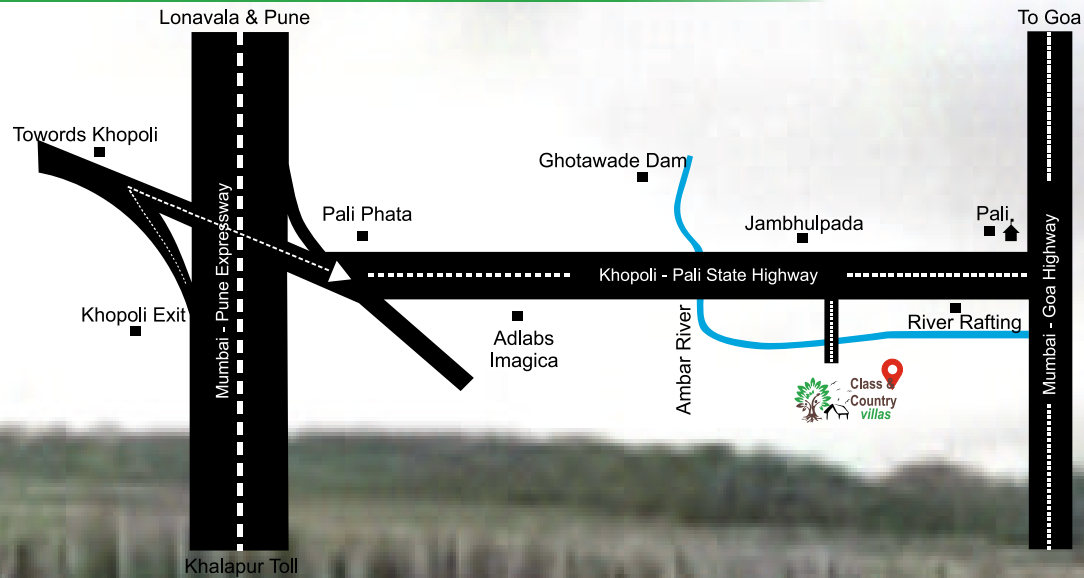 Lonavala & Pune
To Goa
Towords Khopoli
Ghotawade Dam
Pali Phata
Jambhulpada
Pali
Khopoli - Pali State Highway
Mumbai - Pune Expressway
Mumbai - Goa Highway
Khopoli Exit
Adlabs
Imagica
Ambar River
River Rafting
Class &
Country
villas
Khalapur Toll